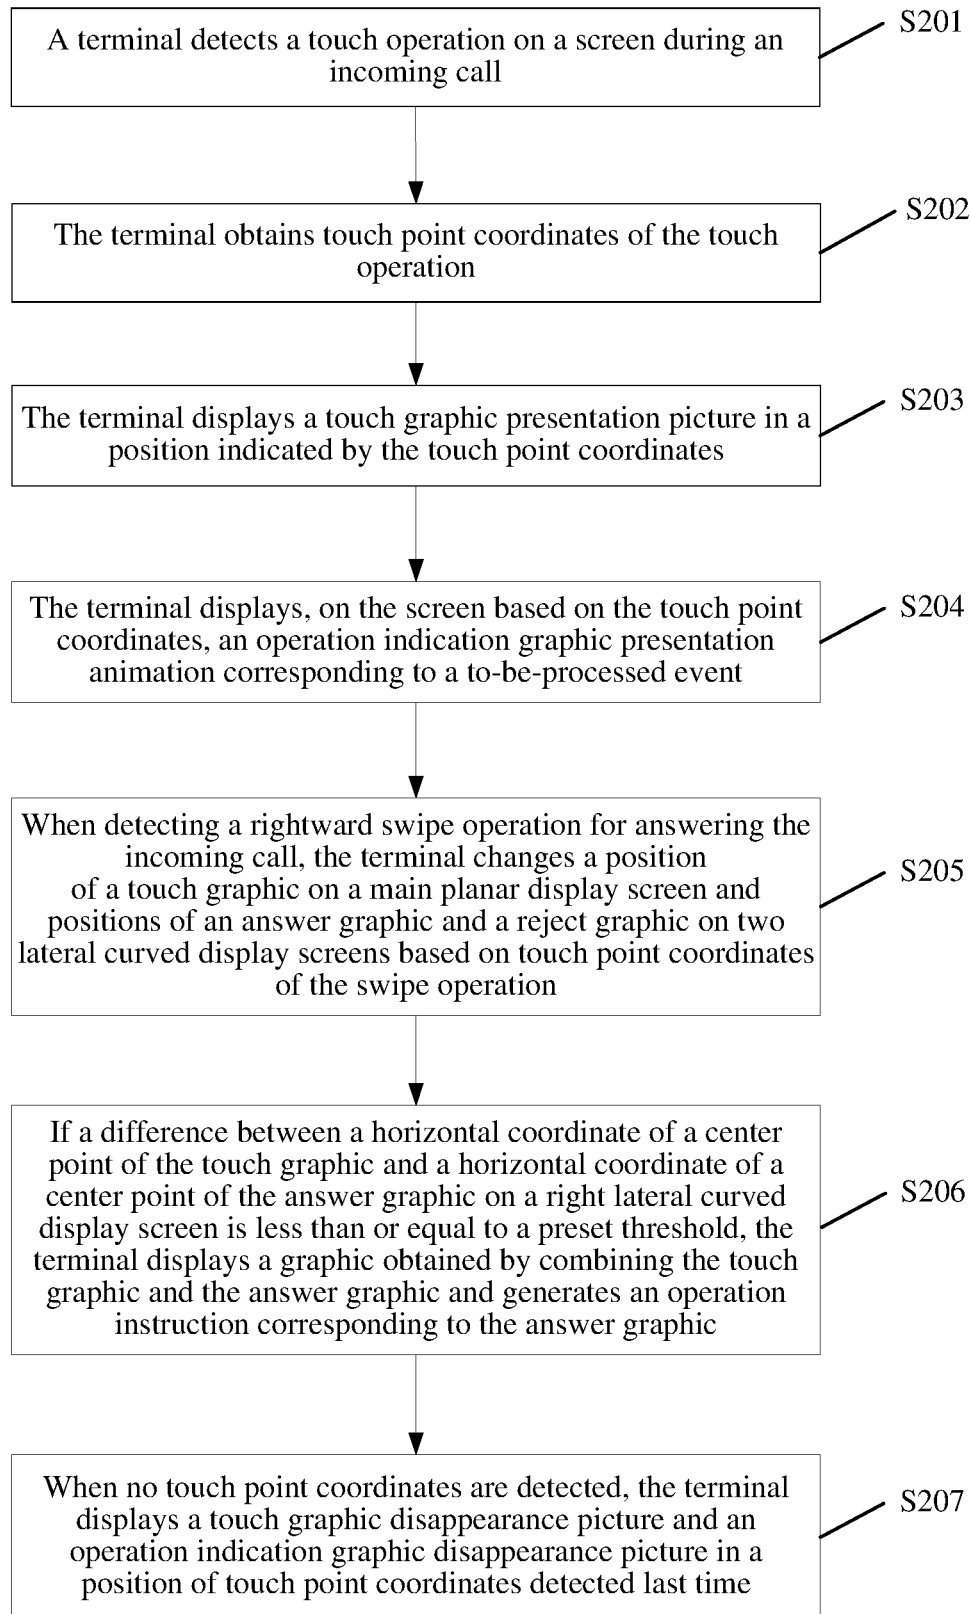 A terminal detects a touch operation on a screen during an
incoming call
S201
The terminal obtains touch point coordinates of the touch
operation
S202
The terminal displays a touch graphic presentation picture in a
position indicated by the touch point coordinates
S203
The terminal displays, on the screen based on the touch point
coordinates, an operation indication graphic presentation
animation corresponding to a to-be-processed event
S204
When detecting a rightward swipe operation for answering the
incoming call, the terminal changes a position
of a touch graphic on a main planar display screen and
positions of an answer graphic and a reject graphic on two
lateral curved display screens based on touch point coordinates
of the swipe operation
S205
If a difference between a horizontal coordinate of a center
point of the touch graphic and a horizontal coordinate of a
center point of the answer graphic on a right lateral curved
display screen is less than or equal to a preset threshold, the
terminal displays a graphic obtained by combining the touch
graphic and the answer graphic and generates an operation
instruction corresponding to the answer graphic
S206
When no touch point coordinates are detected, the terminal
displays a touch graphic disappearance picture and an
operation indication graphic disappearance picture in a
position of touch point coordinates detected last time
S207